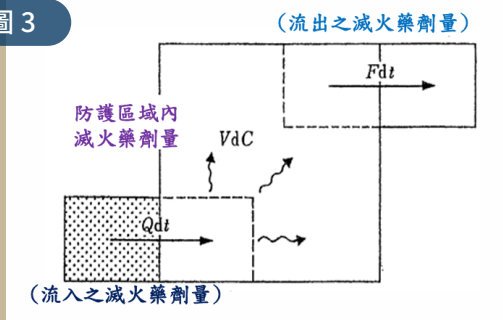 圖 3
（流出之滅火藥劑量）
Fdt
防護區域內
滅火藥劑量
VdC
Qdt
（流入之滅火藥劑量）